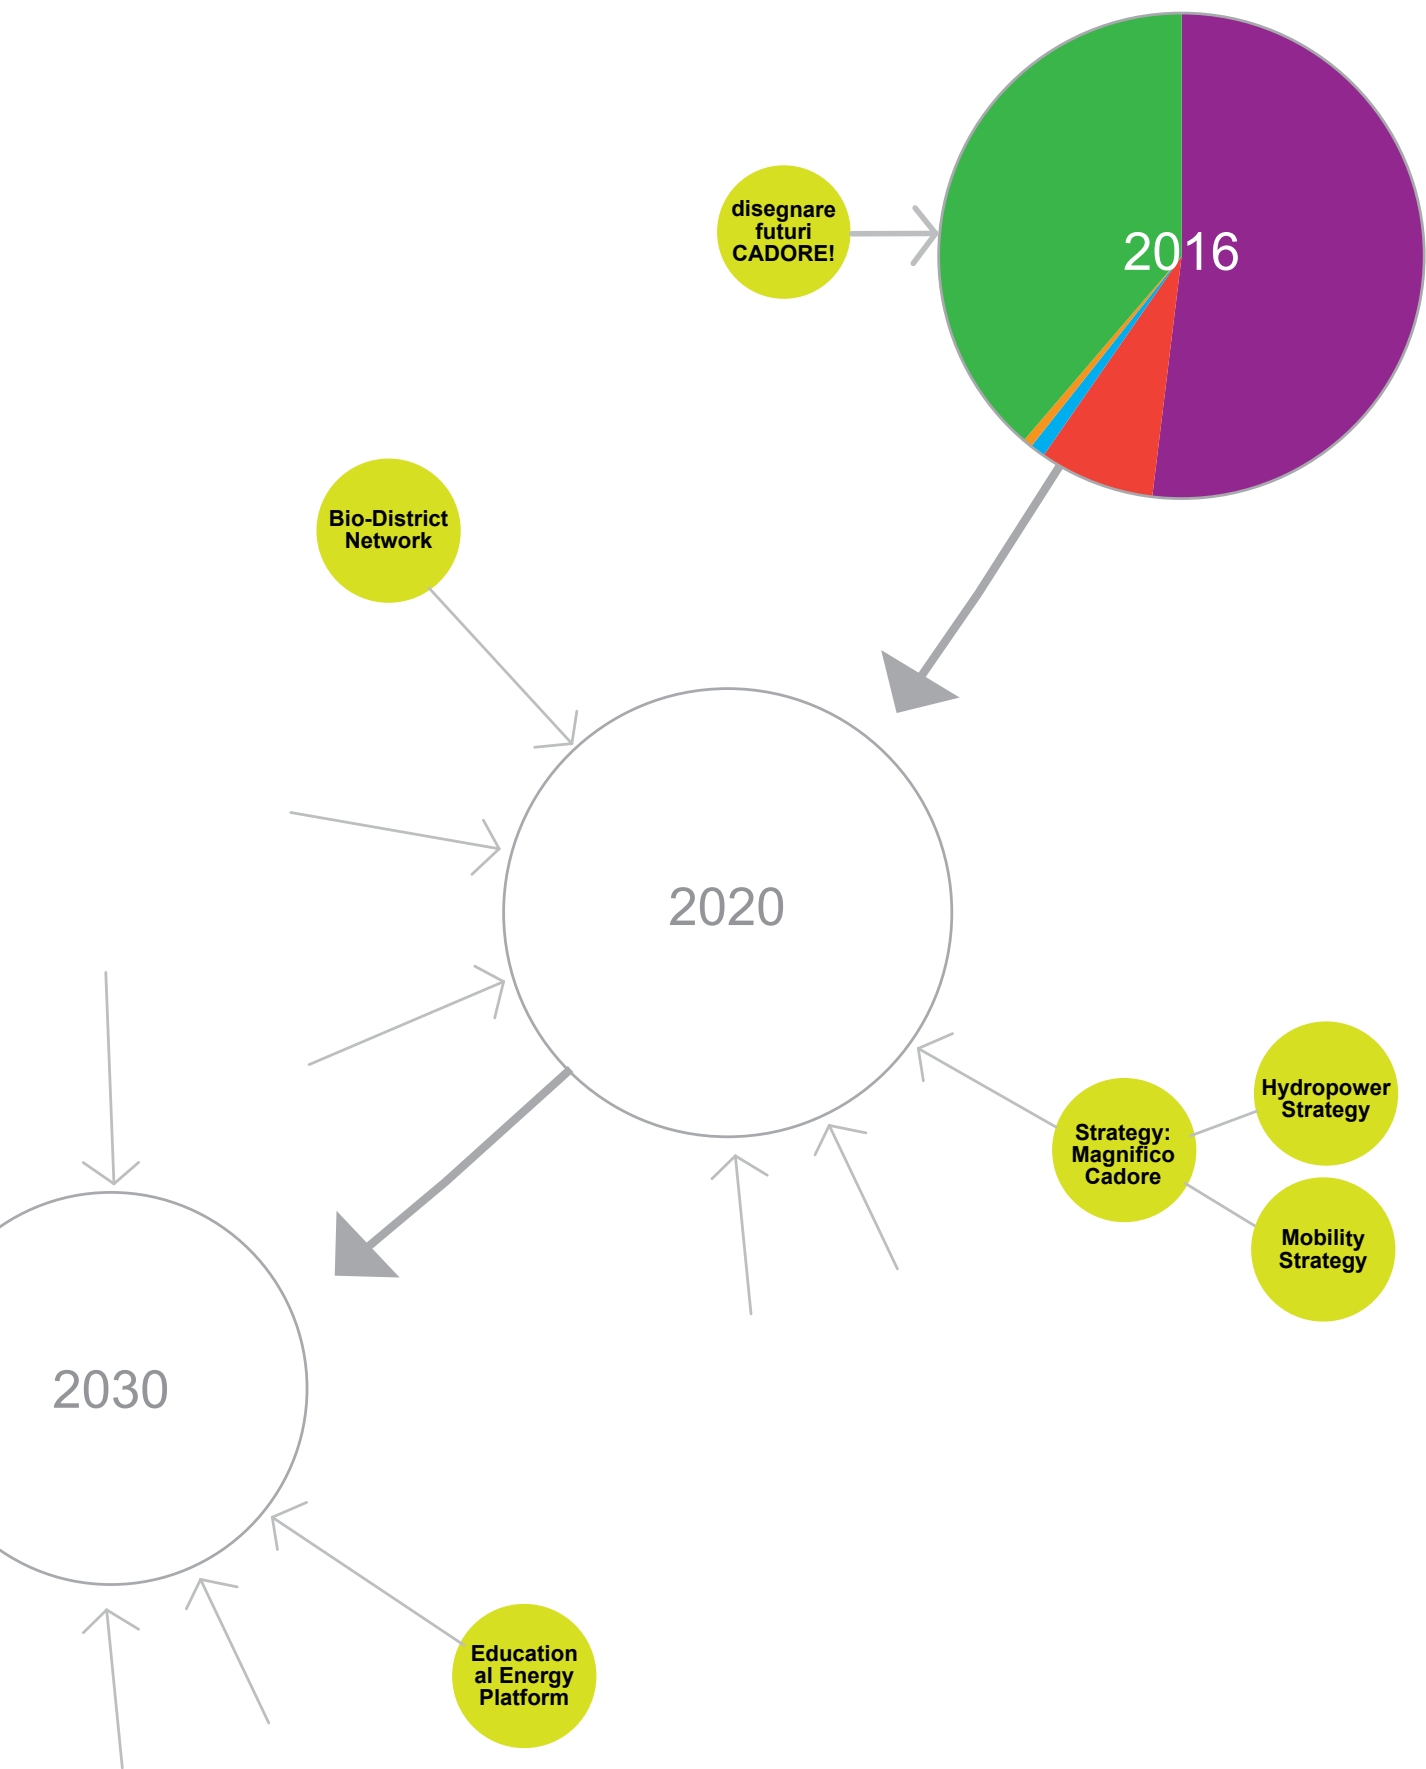 disegnare
futuri
CADORE!
2016
Bio-District
Network
2020
Hydropower
Strategy
Strategy:
Magnifico
Cadore
Mobility
Strategy
2030
Education
al Energy
Platform